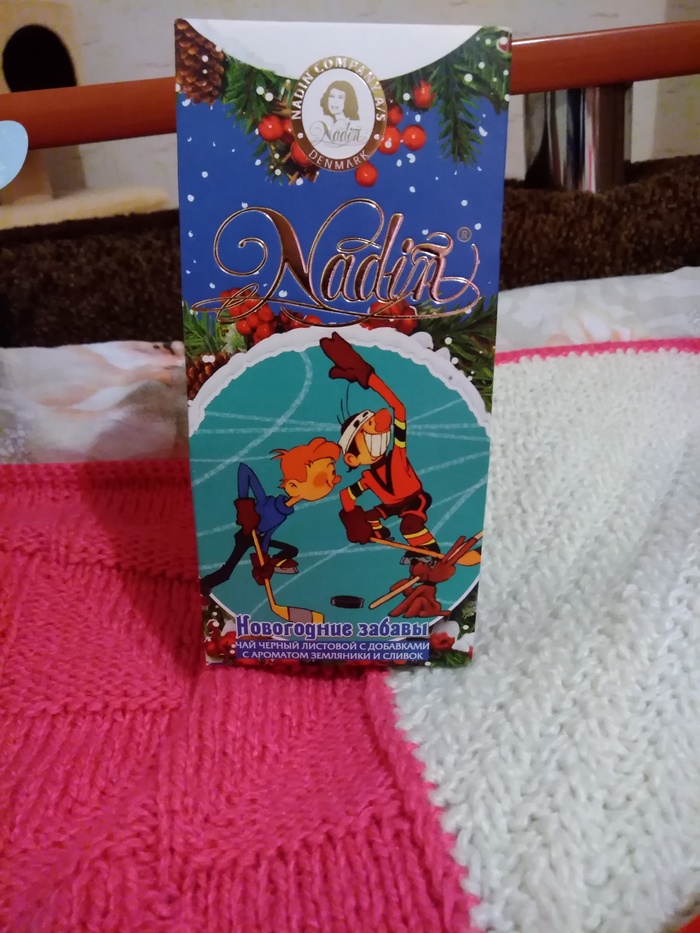 NADIN COMPANY A/S
Nadin
DENMARK
Nadin®
Новогодние забавы
ЧАЙ ЧЕРНЫЙ ЛИСТОВОЙ С ДОБАВКАМИ
С АРОМАТОМ ЗЕМЛЯНИКИ И СЛИВОК